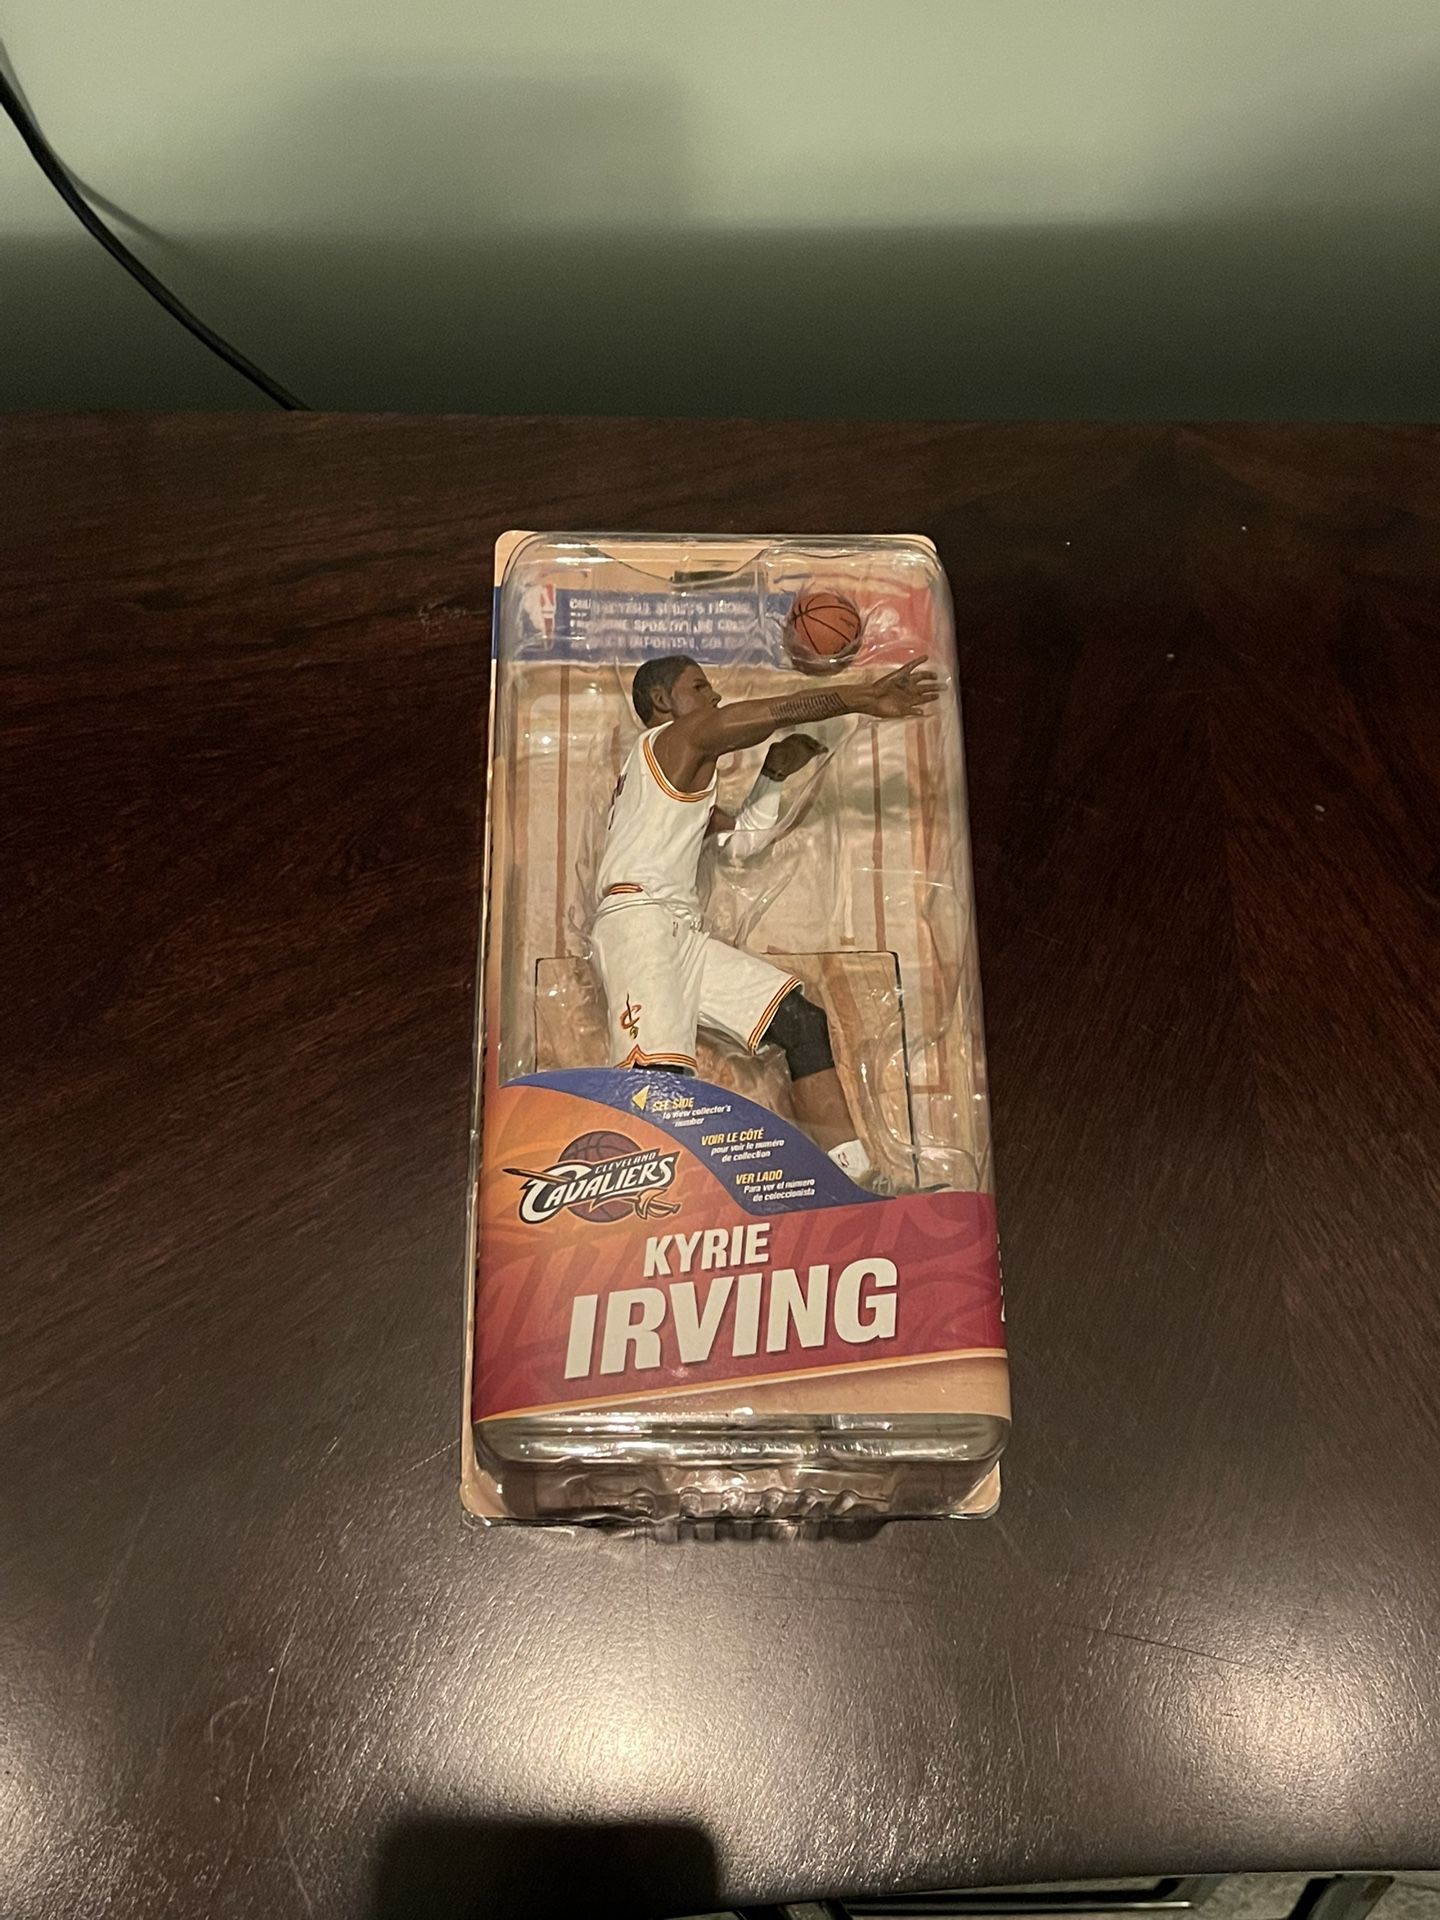 SEE SIDE
to view collector's
number
VOIR LE CÔTÉ
pour voir le numéro
de collection
VER LADO
Para ver el número
de coleccionista
CLEVELAND
CAVALIERS
KYRIE
IRVING